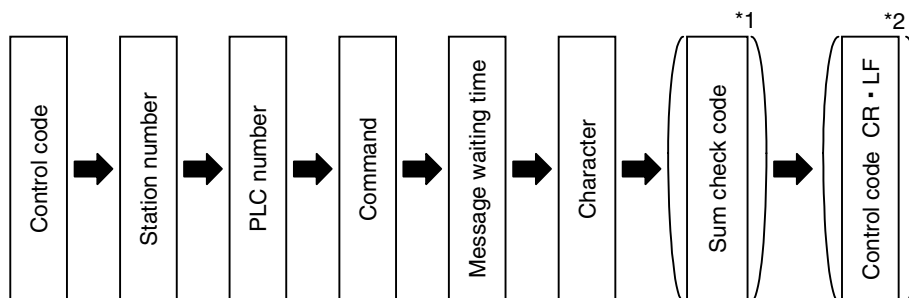 Control code
Station number
PLC number
Command
Message waiting time
Character
*1
Sum check code
*2
Control code CR・LF